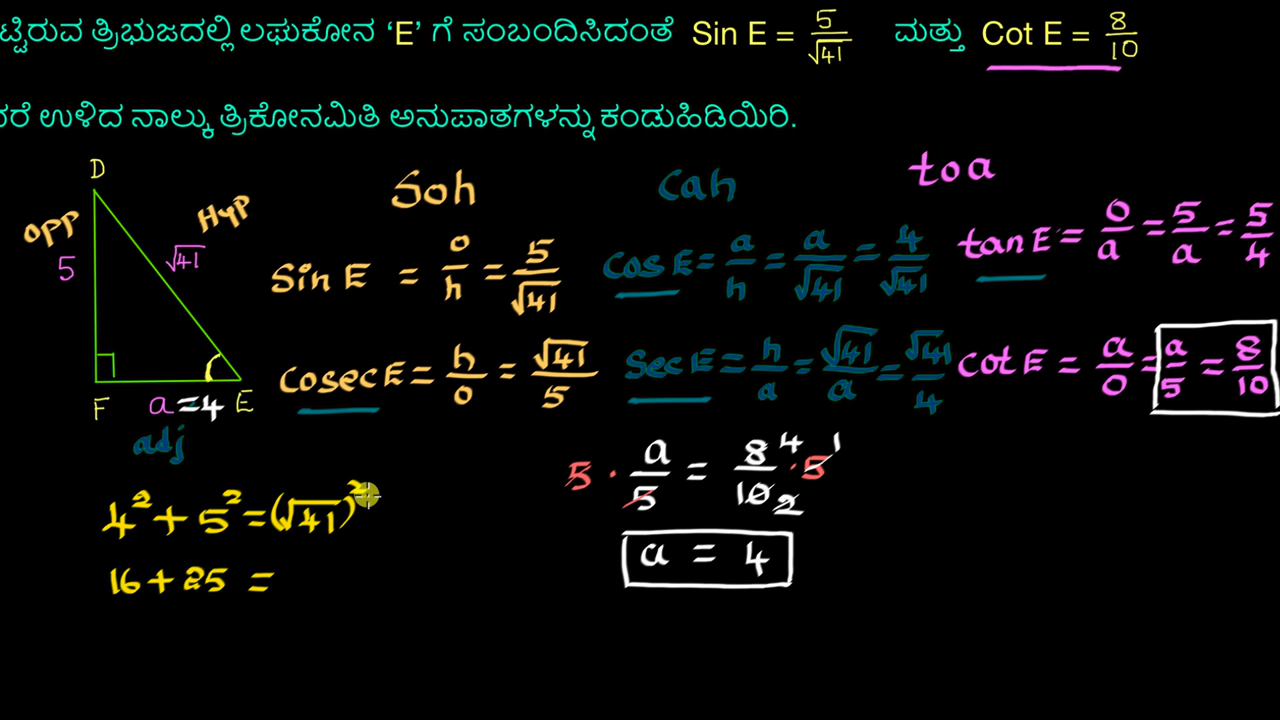 ಟ್ಟಿರುವ ತ್ರಿಭುಜದಲ್ಲಿ ಲಘುಕೋನ ‘E’ ಗೆ ಸಂಬಂದಿಸಿದಂತೆ Sin E = 5/√41 ಮತ್ತು Cot E = 8/10
ದರೆ ಉಳಿದ ನಾಲ್ಕು ತ್ರಿಕೋನಮಿತಿ ಅನುಪಾತಗಳನ್ನು ಕಂಡುಹಿಡಿಯಿರಿ.
D
OPP
5
HyP
√41
F a = 4 E
adj
Soh
Sin E = o/h = 5/√41
Cosec E = h/o = √41/5
Cah
Cos E = a/h = a/√41 = 4/√41
Sec E = h/a = √41/a = √41/4
toa
tan E = o/a = 5/a = 5/4
Cot E = a/o = a/5 = 8/10
4² + 5² = (√41)²
16 + 25 =
5 · a/5 = 8/10 · 5 4 2 1
a = 4